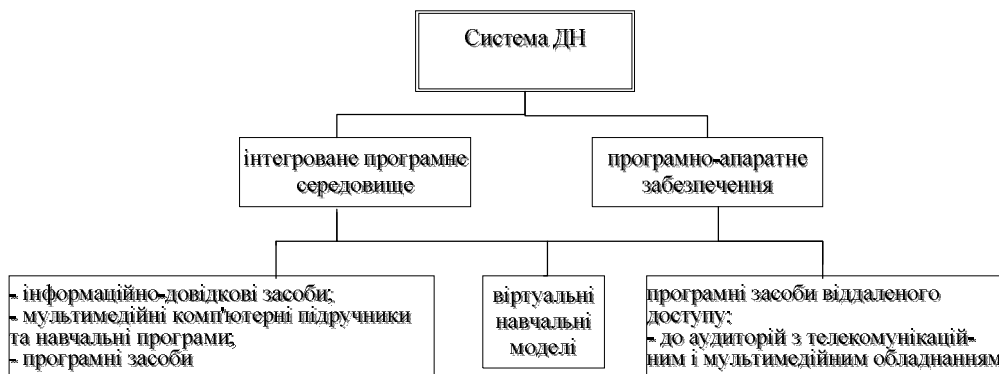 Система ДН
інтегроване програмне
середовище
програмно-апаратне
забезпечення
- інформаційно-довідкові засоби;
- мультимедійні комп'ютерні підручники
та навчальні програми;
- програмні засоби
віртуальні
навчальні
моделі
програмні засоби віддаленого
доступу;
- до аудиторій з телекомунікацій-
ним і мультимедійним обладнанням